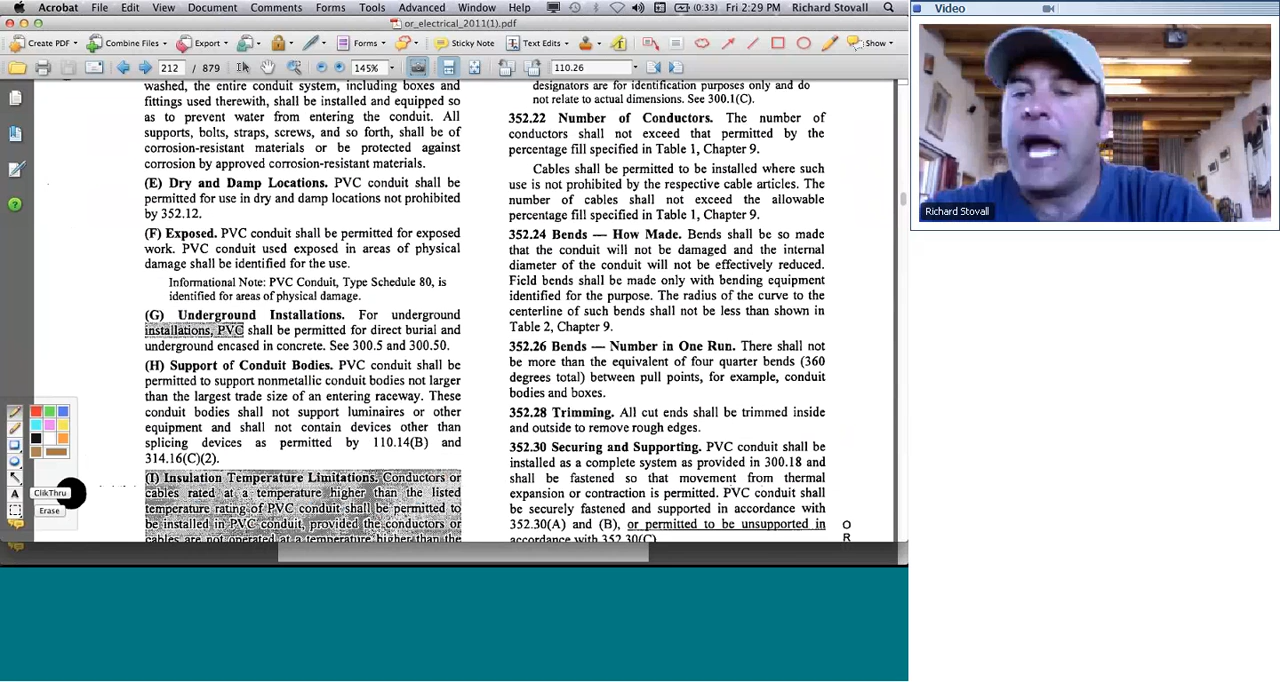 Acrobat File Edit View Document Comments Forms Tools Advanced Window Help (0:33) Fri 2:29 PM Richard Stovall
or_electrical_2011(1).pdf
Create PDF Combine Files Export Forms Sticky Note Text Edits Show
212 / 879 145% 110.26
washed, the entire conduit system, including boxes and
fittings used therewith, shall be installed and equipped so
as to prevent water from entering the conduit. All
supports, bolts, straps, screws, and so forth, shall be of
corrosion-resistant materials or be protected against
corrosion by approved corrosion-resistant materials.
(E) Dry and Damp Locations. PVC conduit shall be
permitted for use in dry and damp locations not prohibited
by 352.12.
(F) Exposed. PVC conduit shall be permitted for exposed
work. PVC conduit used exposed in areas of physical
damage shall be identified for the use.
Informational Note: PVC Conduit, Type Schedule 80, is
identified for areas of physical damage.
(G) Underground Installations. For underground
installations, PVC shall be permitted for direct burial and
underground encased in concrete. See 300.5 and 300.50.
(H) Support of Conduit Bodies. PVC conduit shall be
permitted to support nonmetallic conduit bodies not larger
than the largest trade size of an entering raceway. These
conduit bodies shall not support luminaires or other
equipment and shall not contain devices other than
splicing devices as permitted by 110.14(B) and
314.16(C)(2).
(I) Insulation Temperature Limitations. Conductors or
cables rated at a temperature higher than the listed
temperature rating of PVC conduit shall be permitted to
be installed in PVC conduit, provided the conductors or
cables are not operated at a temperature higher than the
designators are for identification purposes only and do
not relate to actual dimensions. See 300.1(C).
352.22 Number of Conductors. The number of
conductors shall not exceed that permitted by the
percentage fill specified in Table 1, Chapter 9.
Cables shall be permitted to be installed where such
use is not prohibited by the respective cable articles. The
number of cables shall not exceed the allowable
percentage fill specified in Table 1, Chapter 9.
352.24 Bends — How Made. Bends shall be so made
that the conduit will not be damaged and the internal
diameter of the conduit will not be effectively reduced.
Field bends shall be made only with bending equipment
identified for the purpose. The radius of the curve to the
centerline of such bends shall not be less than shown in
Table 2, Chapter 9.
352.26 Bends — Number in One Run. There shall not
be more than the equivalent of four quarter bends (360
degrees total) between pull points, for example, conduit
bodies and boxes.
352.28 Trimming. All cut ends shall be trimmed inside
and outside to remove rough edges.
352.30 Securing and Supporting. PVC conduit shall be
installed as a complete system as provided in 300.18 and
shall be fastened so that movement from thermal
expansion or contraction is permitted. PVC conduit shall
be securely fastened and supported in accordance with
352.30(A) and (B), or permitted to be unsupported in
accordance with 352.30(C).
O
R
A
ClikThru
Erase
Video
Richard Stovall